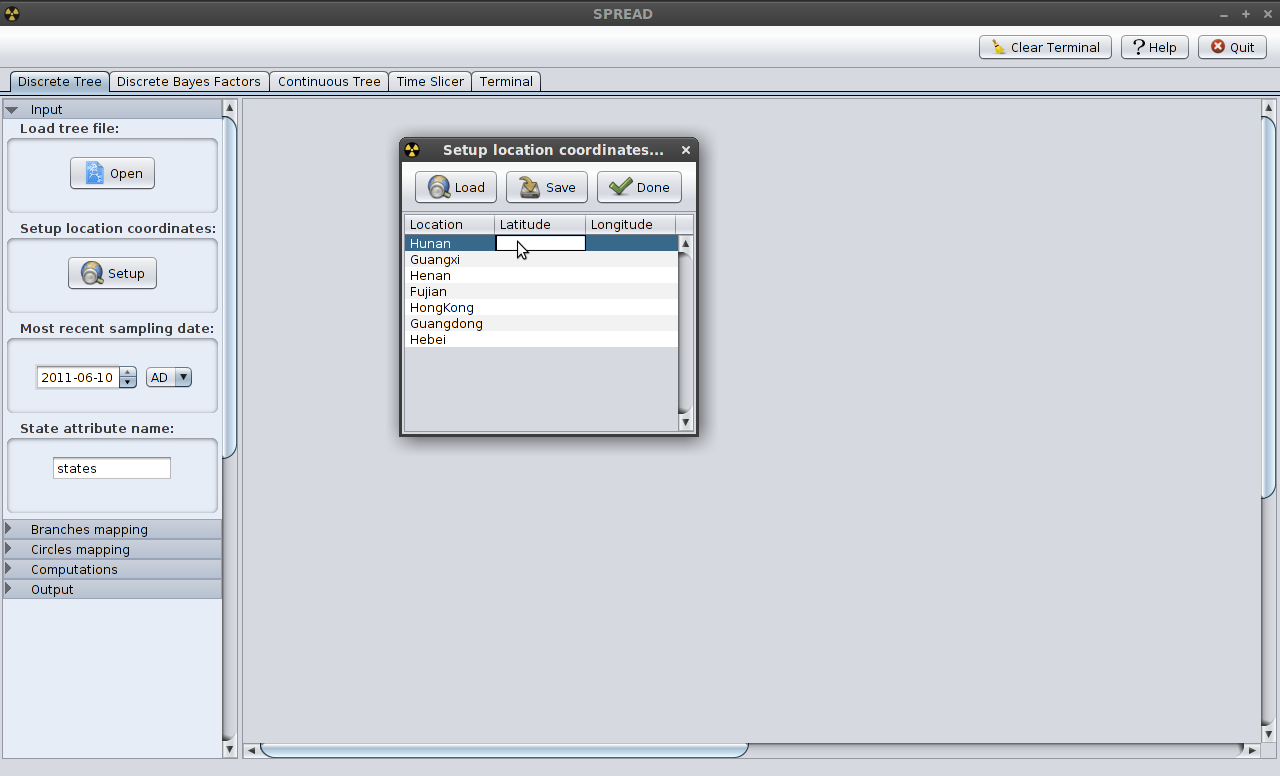 SPREAD
Clear Terminal Help Quit
Discrete Tree Discrete Bayes Factors Continuous Tree Time Slicer Terminal
Input
Load tree file:
Open
Setup location coordinates:
Setup
Most recent sampling date:
2011-06-10 AD
State attribute name:
states
Branches mapping
Circles mapping
Computations
Output
Setup location coordinates...
Load Save Done
Location Latitude Longitude
Hunan
Guangxi
Henan
Fujian
HongKong
Guangdong
Hebei